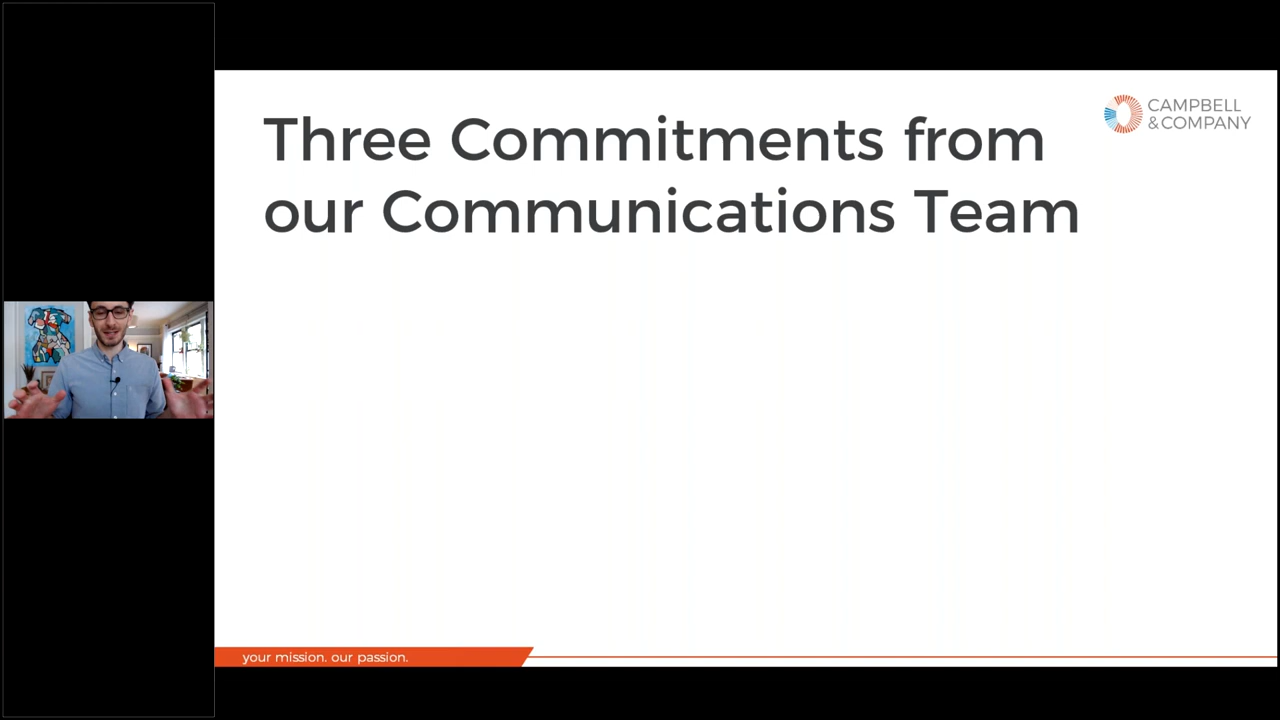 Three Commitments from
our Communications Team
CAMPBELL
&COMPANY
your mission. our passion.